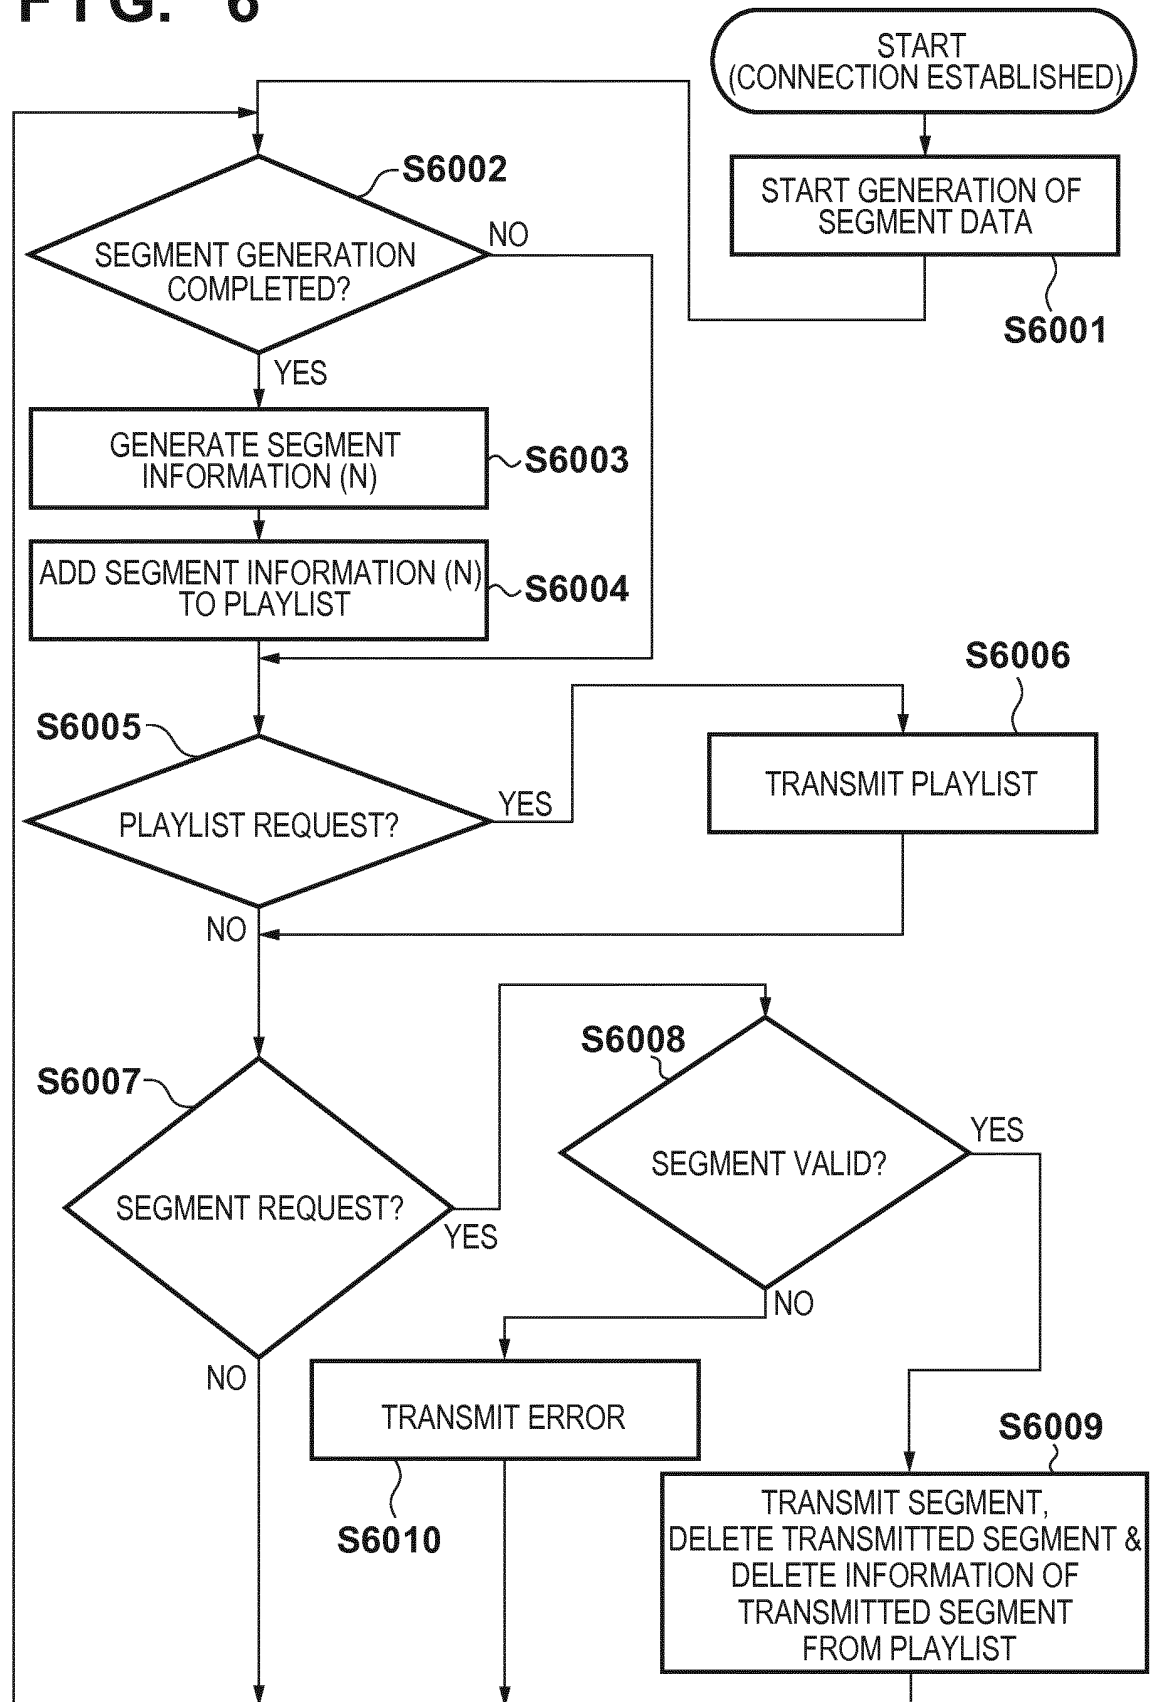 FIG. 6
START
(CONNECTION ESTABLISHED)
START GENERATION OF
SEGMENT DATA
S6001
S6002
SEGMENT GENERATION
COMPLETED?
NO
YES
GENERATE SEGMENT
INFORMATION (N)
S6003
ADD SEGMENT INFORMATION (N)
TO PLAYLIST
S6004
S6005
PLAYLIST REQUEST?
YES
NO
S6006
TRANSMIT PLAYLIST
S6007
SEGMENT REQUEST?
YES
NO
S6008
SEGMENT VALID?
YES
NO
TRANSMIT ERROR
S6010
S6009
TRANSMIT SEGMENT,
DELETE TRANSMITTED SEGMENT &
DELETE INFORMATION OF
TRANSMITTED SEGMENT
FROM PLAYLIST